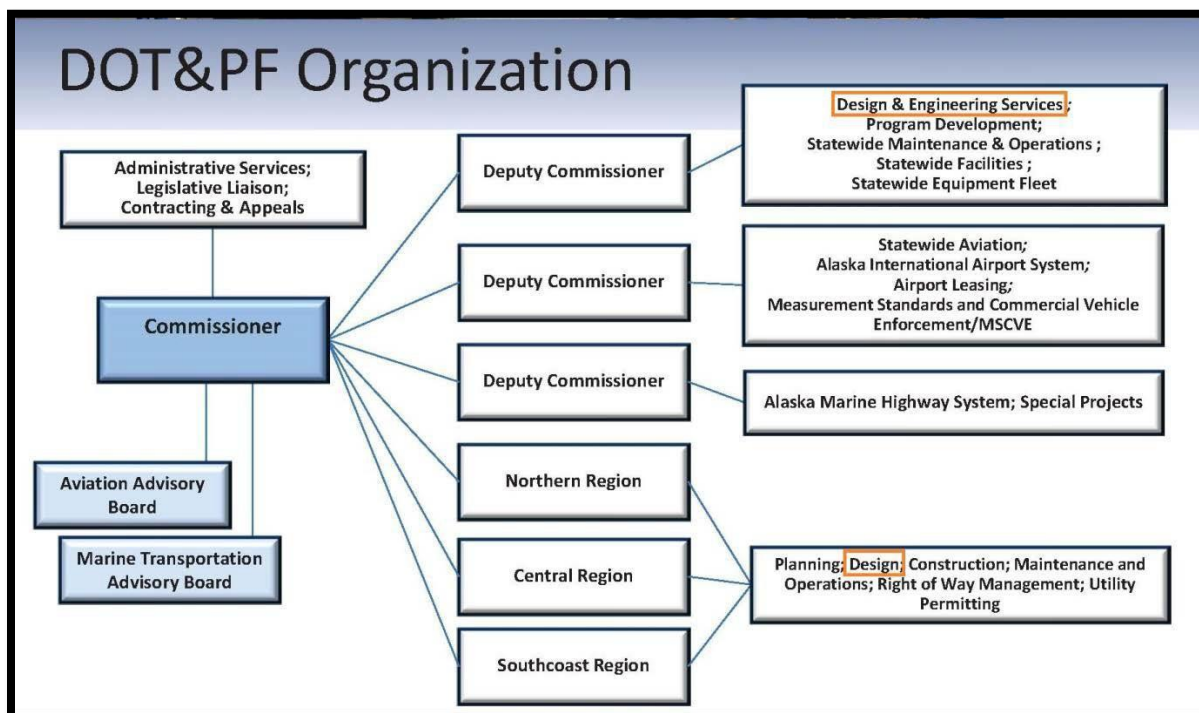 DOT&PF Organization
Administrative Services;
Legislative Liaison;
Contracting & Appeals
Commissioner
Aviation Advisory
Board
Marine Transportation
Advisory Board
Deputy Commissioner
Design & Engineering Services;
Program Development;
Statewide Maintenance & Operations ;
Statewide Facilities ;
Statewide Equipment Fleet
Deputy Commissioner
Statewide Aviation;
Alaska International Airport System;
Airport Leasing;
Measurement Standards and Commercial Vehicle
Enforcement/MSCVE
Deputy Commissioner
Alaska Marine Highway System; Special Projects
Northern Region
Central Region
Southcoast Region
Planning; Design; Construction; Maintenance and
Operations; Right of Way Management; Utility
Permitting